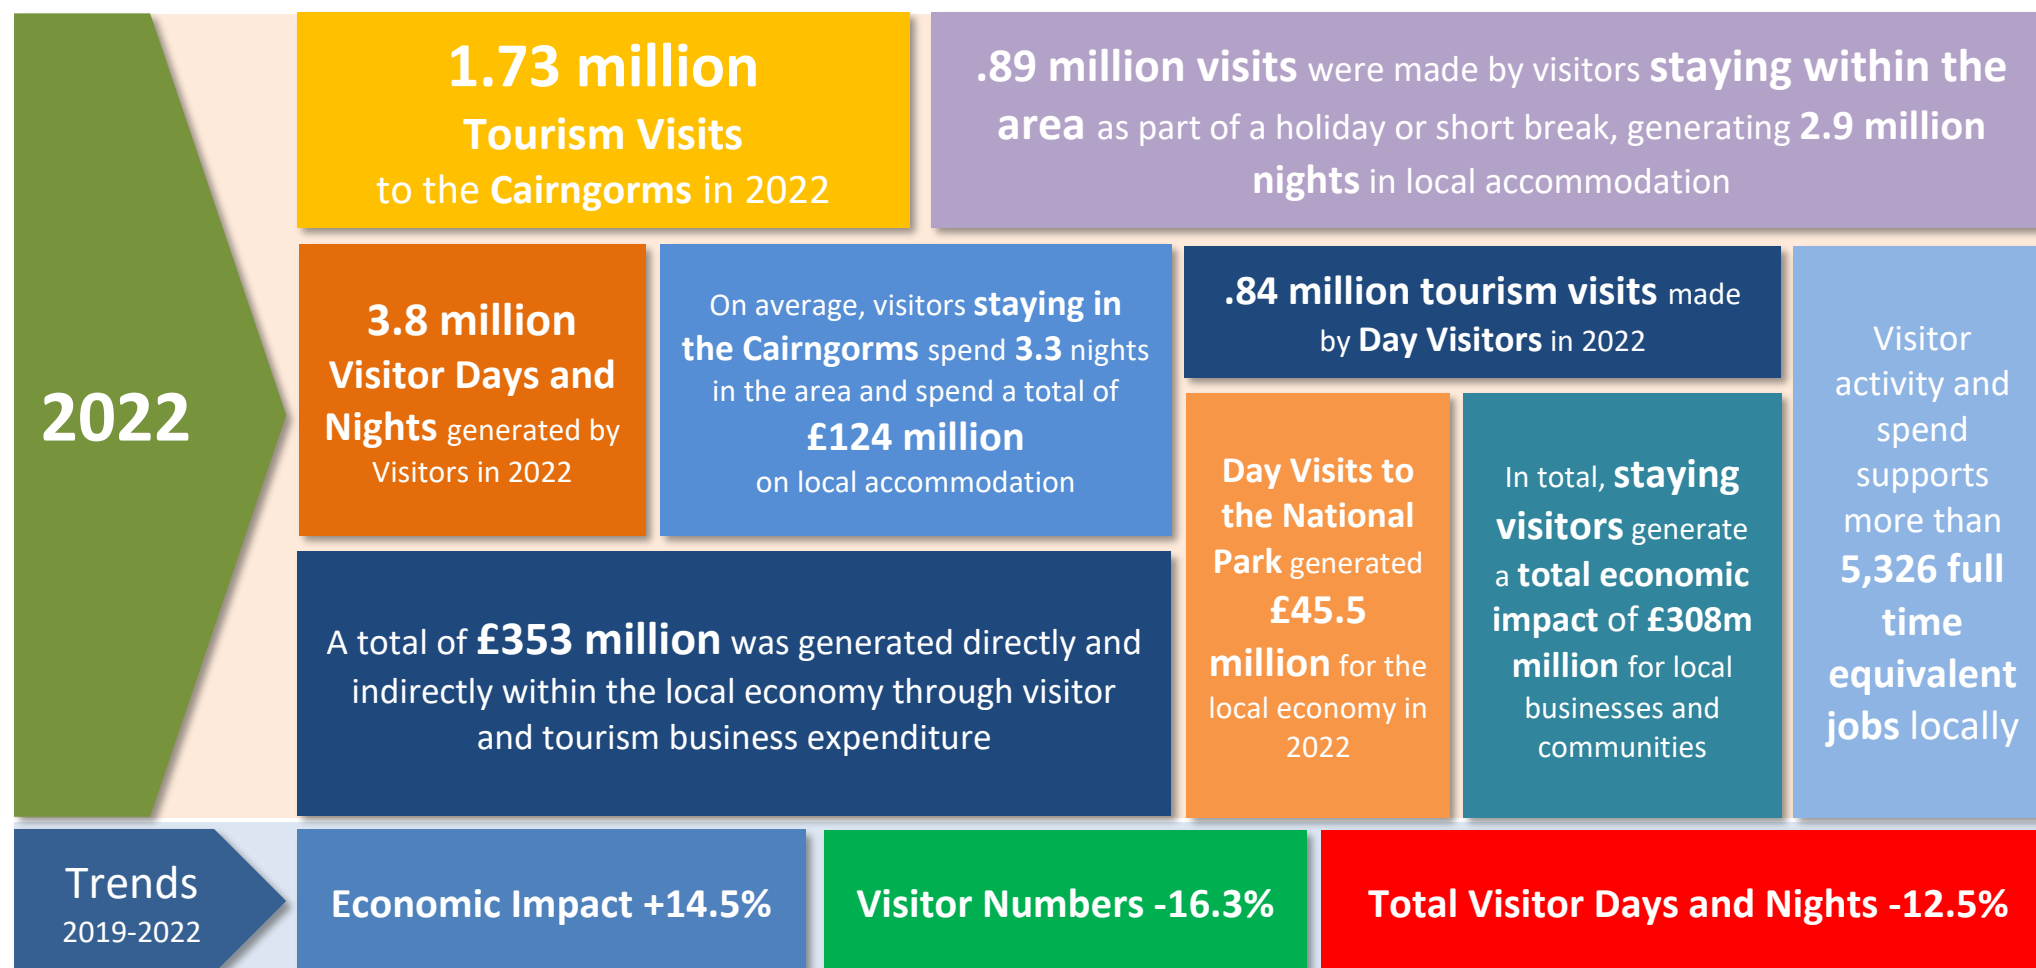 2022
1.73 million
Tourism Visits
to the Cairngorms in 2022
.89 million visits were made by visitors staying within the
area as part of a holiday or short break, generating 2.9 million
nights in local accommodation
3.8 million
Visitor Days and
Nights generated by
Visitors in 2022
On average, visitors staying in
the Cairngorms spend 3.3 nights
in the area and spend a total of
£124 million
on local accommodation
.84 million tourism visits made
by Day Visitors in 2022
Visitor
activity and
spend
supports
more than
5,326 full
time
equivalent
jobs locally
Day Visits to
the National
Park generated
£45.5
million for the
local economy in
2022
In total, staying
visitors generate
a total economic
impact of £308m
million for local
businesses and
communities
A total of £353 million was generated directly and
indirectly within the local economy through visitor
and tourism business expenditure
Trends
2019-2022
Economic Impact +14.5%
Visitor Numbers -16.3%
Total Visitor Days and Nights -12.5%